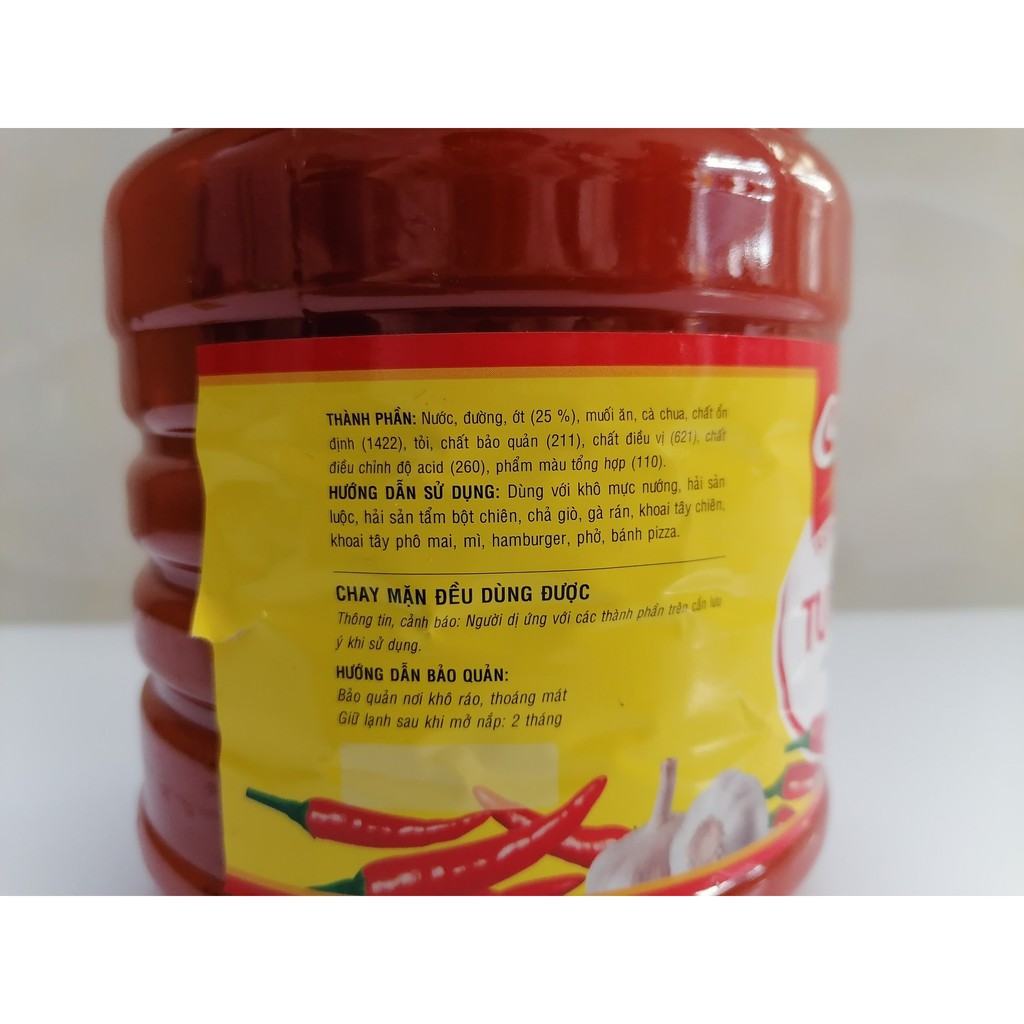 THÀNH PHẦN: Nước, đường, ớt (25 %), muối ăn, cà chua, chất ổn
định (1422), tỏi, chất bảo quản (211), chất điều vị (621), chất
điều chỉnh độ acid (260), phẩm màu tổng hợp (110).
HƯỚNG DẪN SỬ DỤNG: Dùng với khô mực nướng, hải sản
luộc, hải sản tẩm bột chiên, chả giò, gà rán, khoai tây chiên,
khoai tây phô mai, mì, hamburger, phở, bánh pizza.
CHAY MẶN ĐỀU DÙNG ĐƯỢC
Thông tin, cảnh báo: Người dị ứng với các thành phần trên cần lưu
ý khi sử dụng.
HƯỚNG DẪN BẢO QUẢN:
Bảo quản nơi khô ráo, thoáng mát
Giữ lạnh sau khi mở nắp: 2 tháng